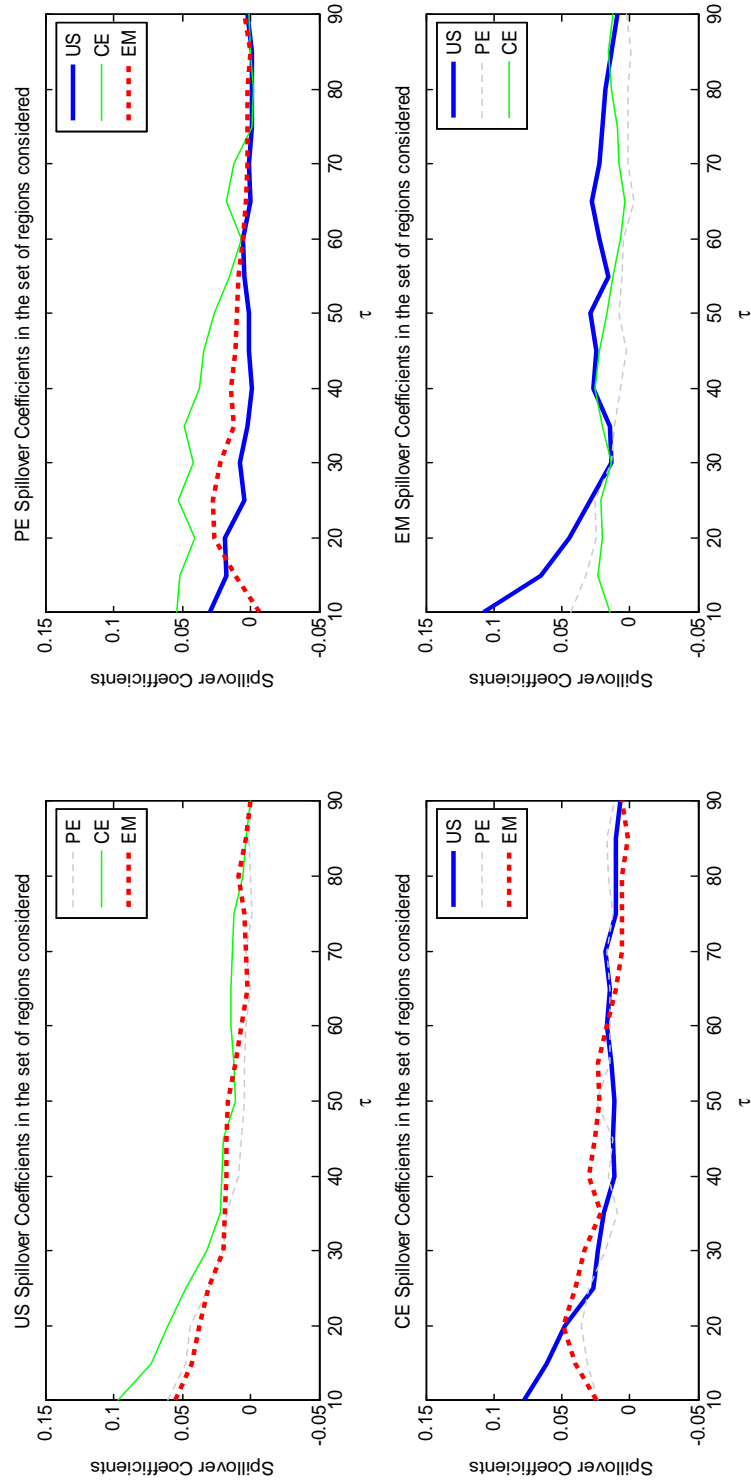 US Spillover Coefficients in the set of regions considered
Spillover Coefficients
0.15
0.1
0.05
0
-0.05
10 20 30 40 50 60 70 80 90
τ
PE
CE
EM
PE Spillover Coefficients in the set of regions considered
Spillover Coefficients
0.15
0.1
0.05
0
-0.05
10 20 30 40 50 60 70 80 90
τ
US
CE
EM
CE Spillover Coefficients in the set of regions considered
Spillover Coefficients
0.15
0.1
0.05
0
-0.05
10 20 30 40 50 60 70 80 90
τ
US
PE
EM
EM Spillover Coefficients in the set of regions considered
Spillover Coefficients
0.15
0.1
0.05
0
-0.05
10 20 30 40 50 60 70 80 90
τ
US
PE
CE